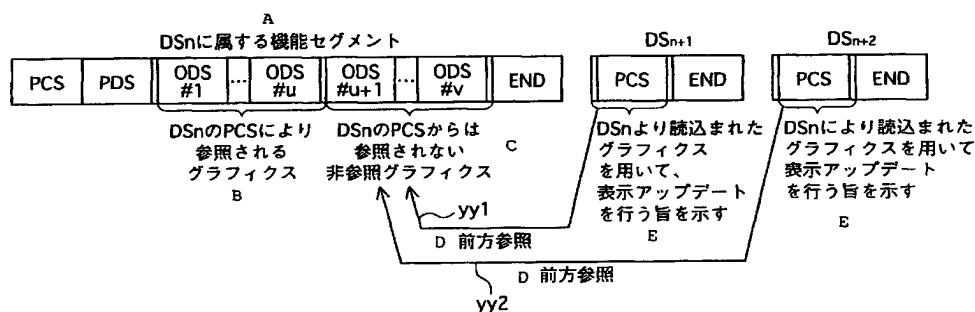 A
DSnに属する機能セグメント
DSn+1
DSn+2
PCS PDS ODS #1 ... ODS #u ODS #u+1 ... ODS #v END
PCS END
PCS END
DSnのPCSにより
参照される
グラフィクス
B
DSnのPCSからは
参照されない
非参照グラフィクス
C
DSnより読込まれた
グラフィクス
を用いて、
表示アップデート
を行う旨を示す
E
DSnにより読込まれた
グラフィクスを用いて
表示アップデート
を行う旨を示す
E
yy1
D 前方参照
D 前方参照
yy2